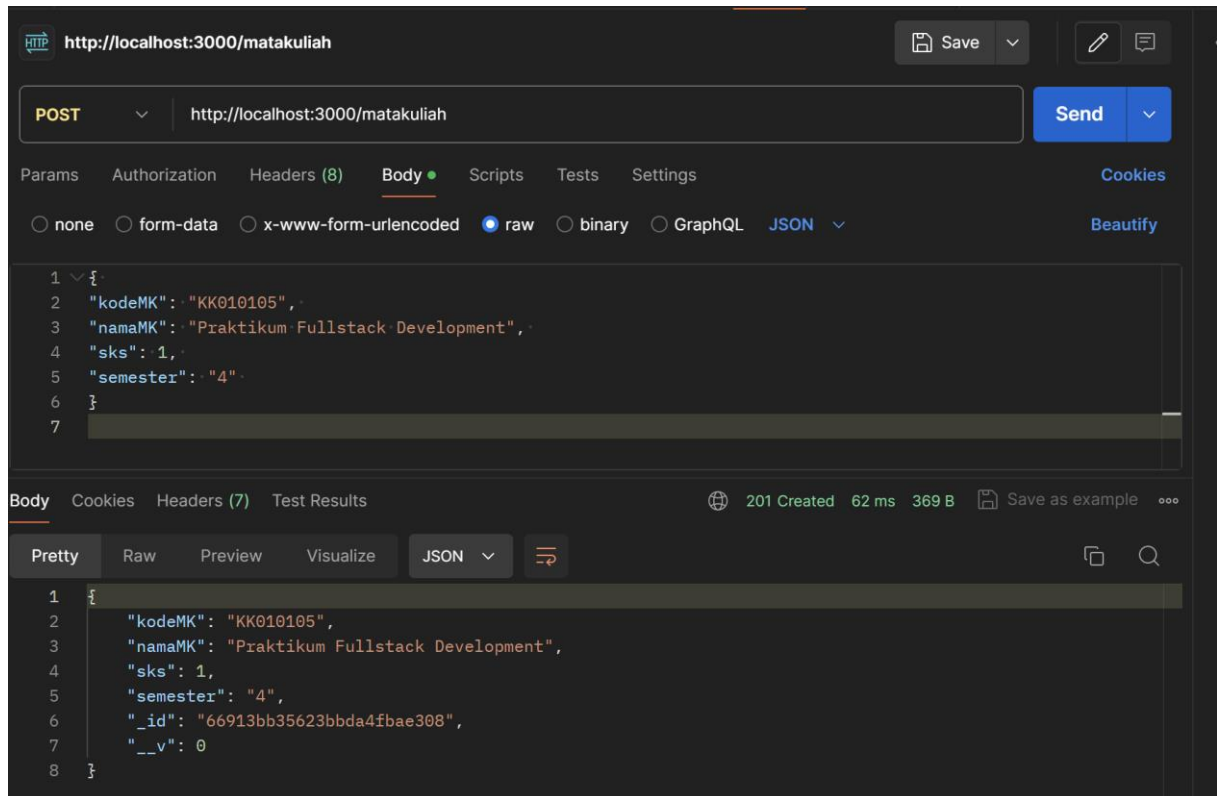 HTTP http://localhost:3000/matakuliah Save
POST http://localhost:3000/matakuliah Send
Params Authorization Headers (8) Body Scripts Tests Settings Cookies
none form-data x-www-form-urlencoded raw binary GraphQL JSON Beautify
1 {
2 "kodeMK": "KK010105",
3 "namaMK": "Praktikum Fullstack Development",
4 "sks": 1,
5 "semester": "4"
6 }
7
Body Cookies Headers (7) Test Results 201 Created 62 ms 369 B Save as example
Pretty Raw Preview Visualize JSON
1 {
2 "kodeMK": "KK010105",
3 "namaMK": "Praktikum Fullstack Development",
4 "sks": 1,
5 "semester": "4",
6 "_id": "66913bb35623bbda4fbae308",
7 "__v": 0
8 }